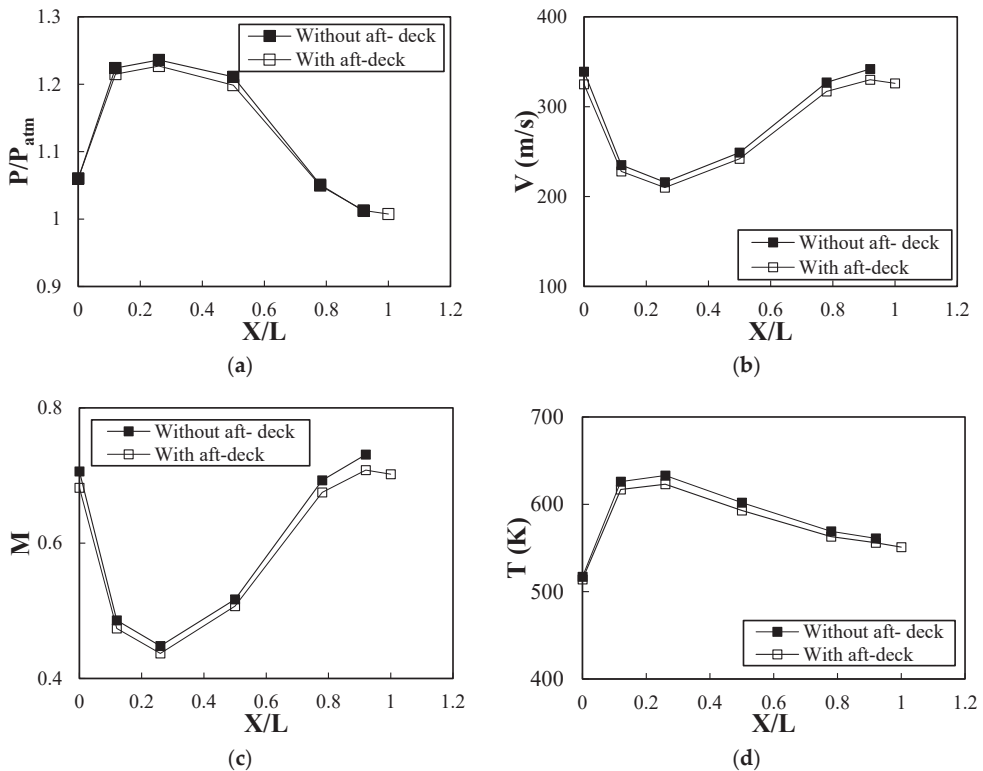 1.3
1.2
1.1
1
0.9
P/Patm
Without aft- deck
With aft-deck
0 0.2 0.4 0.6 0.8 1 1.2
X/L
(a)
400
300
200
100
V (m/s)
Without aft- deck
With aft-deck
0 0.2 0.4 0.6 0.8 1 1.2
X/L
(b)
0.8
0.6
0.4
M
Without aft- deck
With aft-deck
0 0.2 0.4 0.6 0.8 1 1.2
X/L
(c)
700
600
500
400
T (K)
Without aft- deck
With aft-deck
0 0.2 0.4 0.6 0.8 1 1.2
X/L
(d)